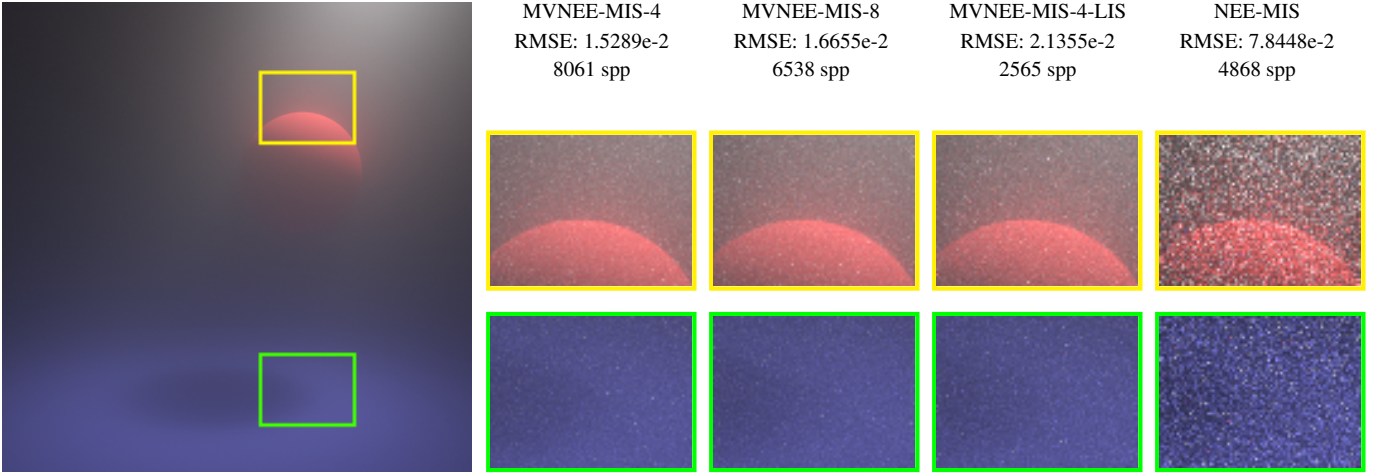 MVNEE-MIS-4
RMSE: 1.5289e-2
8061 spp
MVNEE-MIS-8
RMSE: 1.6655e-2
6538 spp
MVNEE-MIS-4-LIS
RMSE: 2.1355e-2
2565 spp
NEE-MIS
RMSE: 7.8448e-2
4868 spp